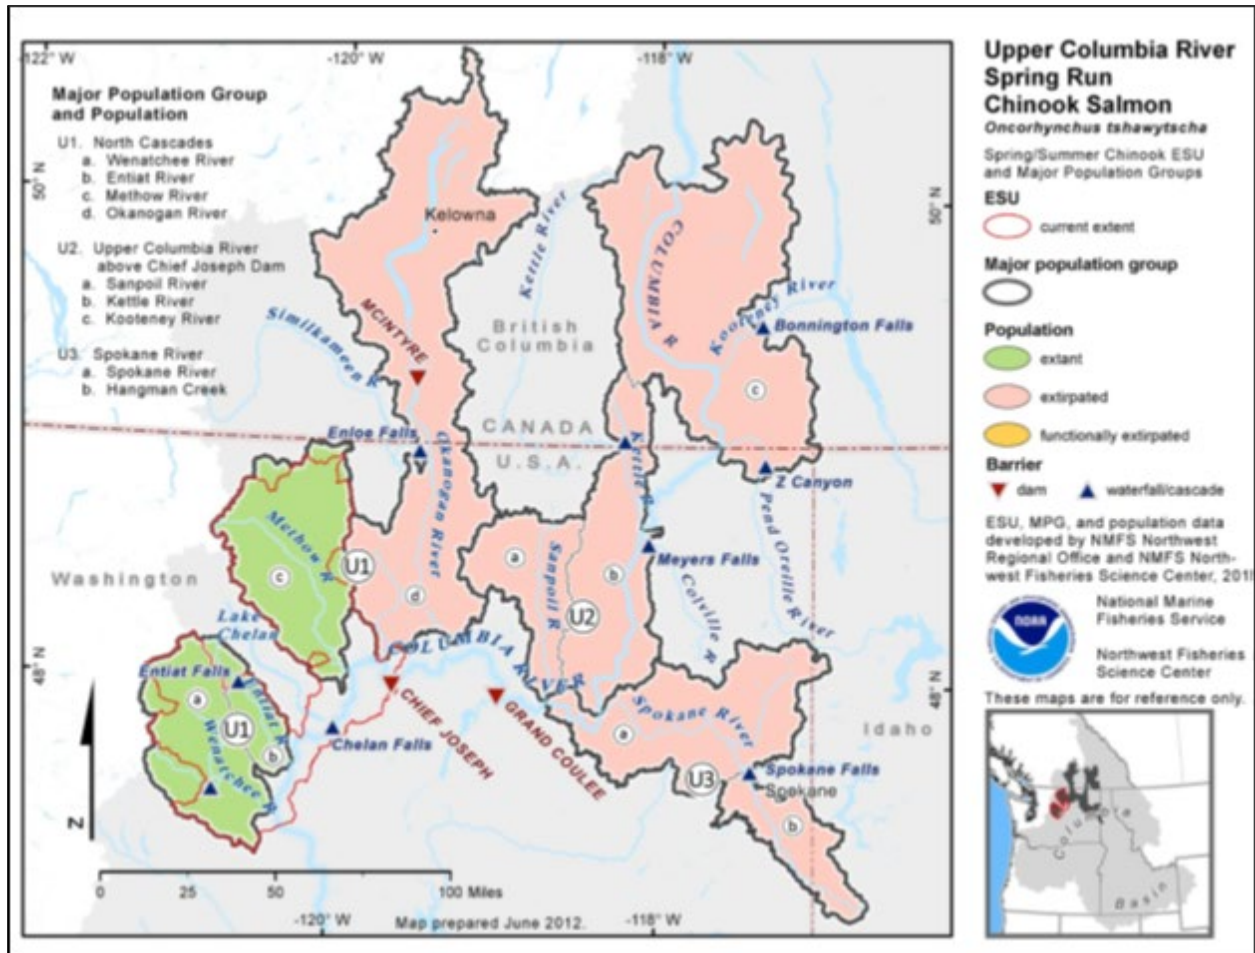 -122° W
-120° W
-118° W
Major Population Group
and Population
U1. North Cascades
a. Wenatchee River
b. Entiat River
c. Methow River
d. Okanogan River
U2. Upper Columbia River
above Chief Joseph Dam
a. Sanpoil River
b. Kettle River
c. Kooteney River
U3. Spokane River
a. Spokane River
b. Hangman Creek
50° N
50° N
Kelowna
Kettle River
COLUMBIA R
Kooteney River
Bonnington Falls
British
Columbia
MCINTYRE
Similkameen R
c
CANADA
U.S.A.
Enloe Falls
Okanogan River
Kettle R
Z Canyon
Pend Oreille River
Methow R
c
U1
d
a
Sanpoil R
b
U2
Meyers Falls
Colville R
Washington
Lake
Chelan
COLUMBIA RIVER
48° N
48° N
Entiat Falls
Entiat R
a
U1
b
Wenatchee R
Chelan Falls
CHIEF JOSEPH
GRAND COULEE
Spokane River
a
U3
Spokane Falls
Spokane
b
Idaho
N
0 25 50 100 Miles
-120° W
-118° W
Map prepared June 2012.
Upper Columbia River
Spring Run
Chinook Salmon
Oncorhynchus tshawytscha
Spring/Summer Chinook ESU
and Major Population Groups
ESU
current extent
Major population group
Population
extant
extirpated
functionally extirpated
Barrier
dam waterfall/cascade
ESU, MPG, and population data
developed by NMFS Northwest
Regional Office and NMFS North-
west Fisheries Science Center,
NOAA
National Marine
Fisheries Service
Northwest Fisheries
Science Center
These maps are for reference only.
Columbia
Basin